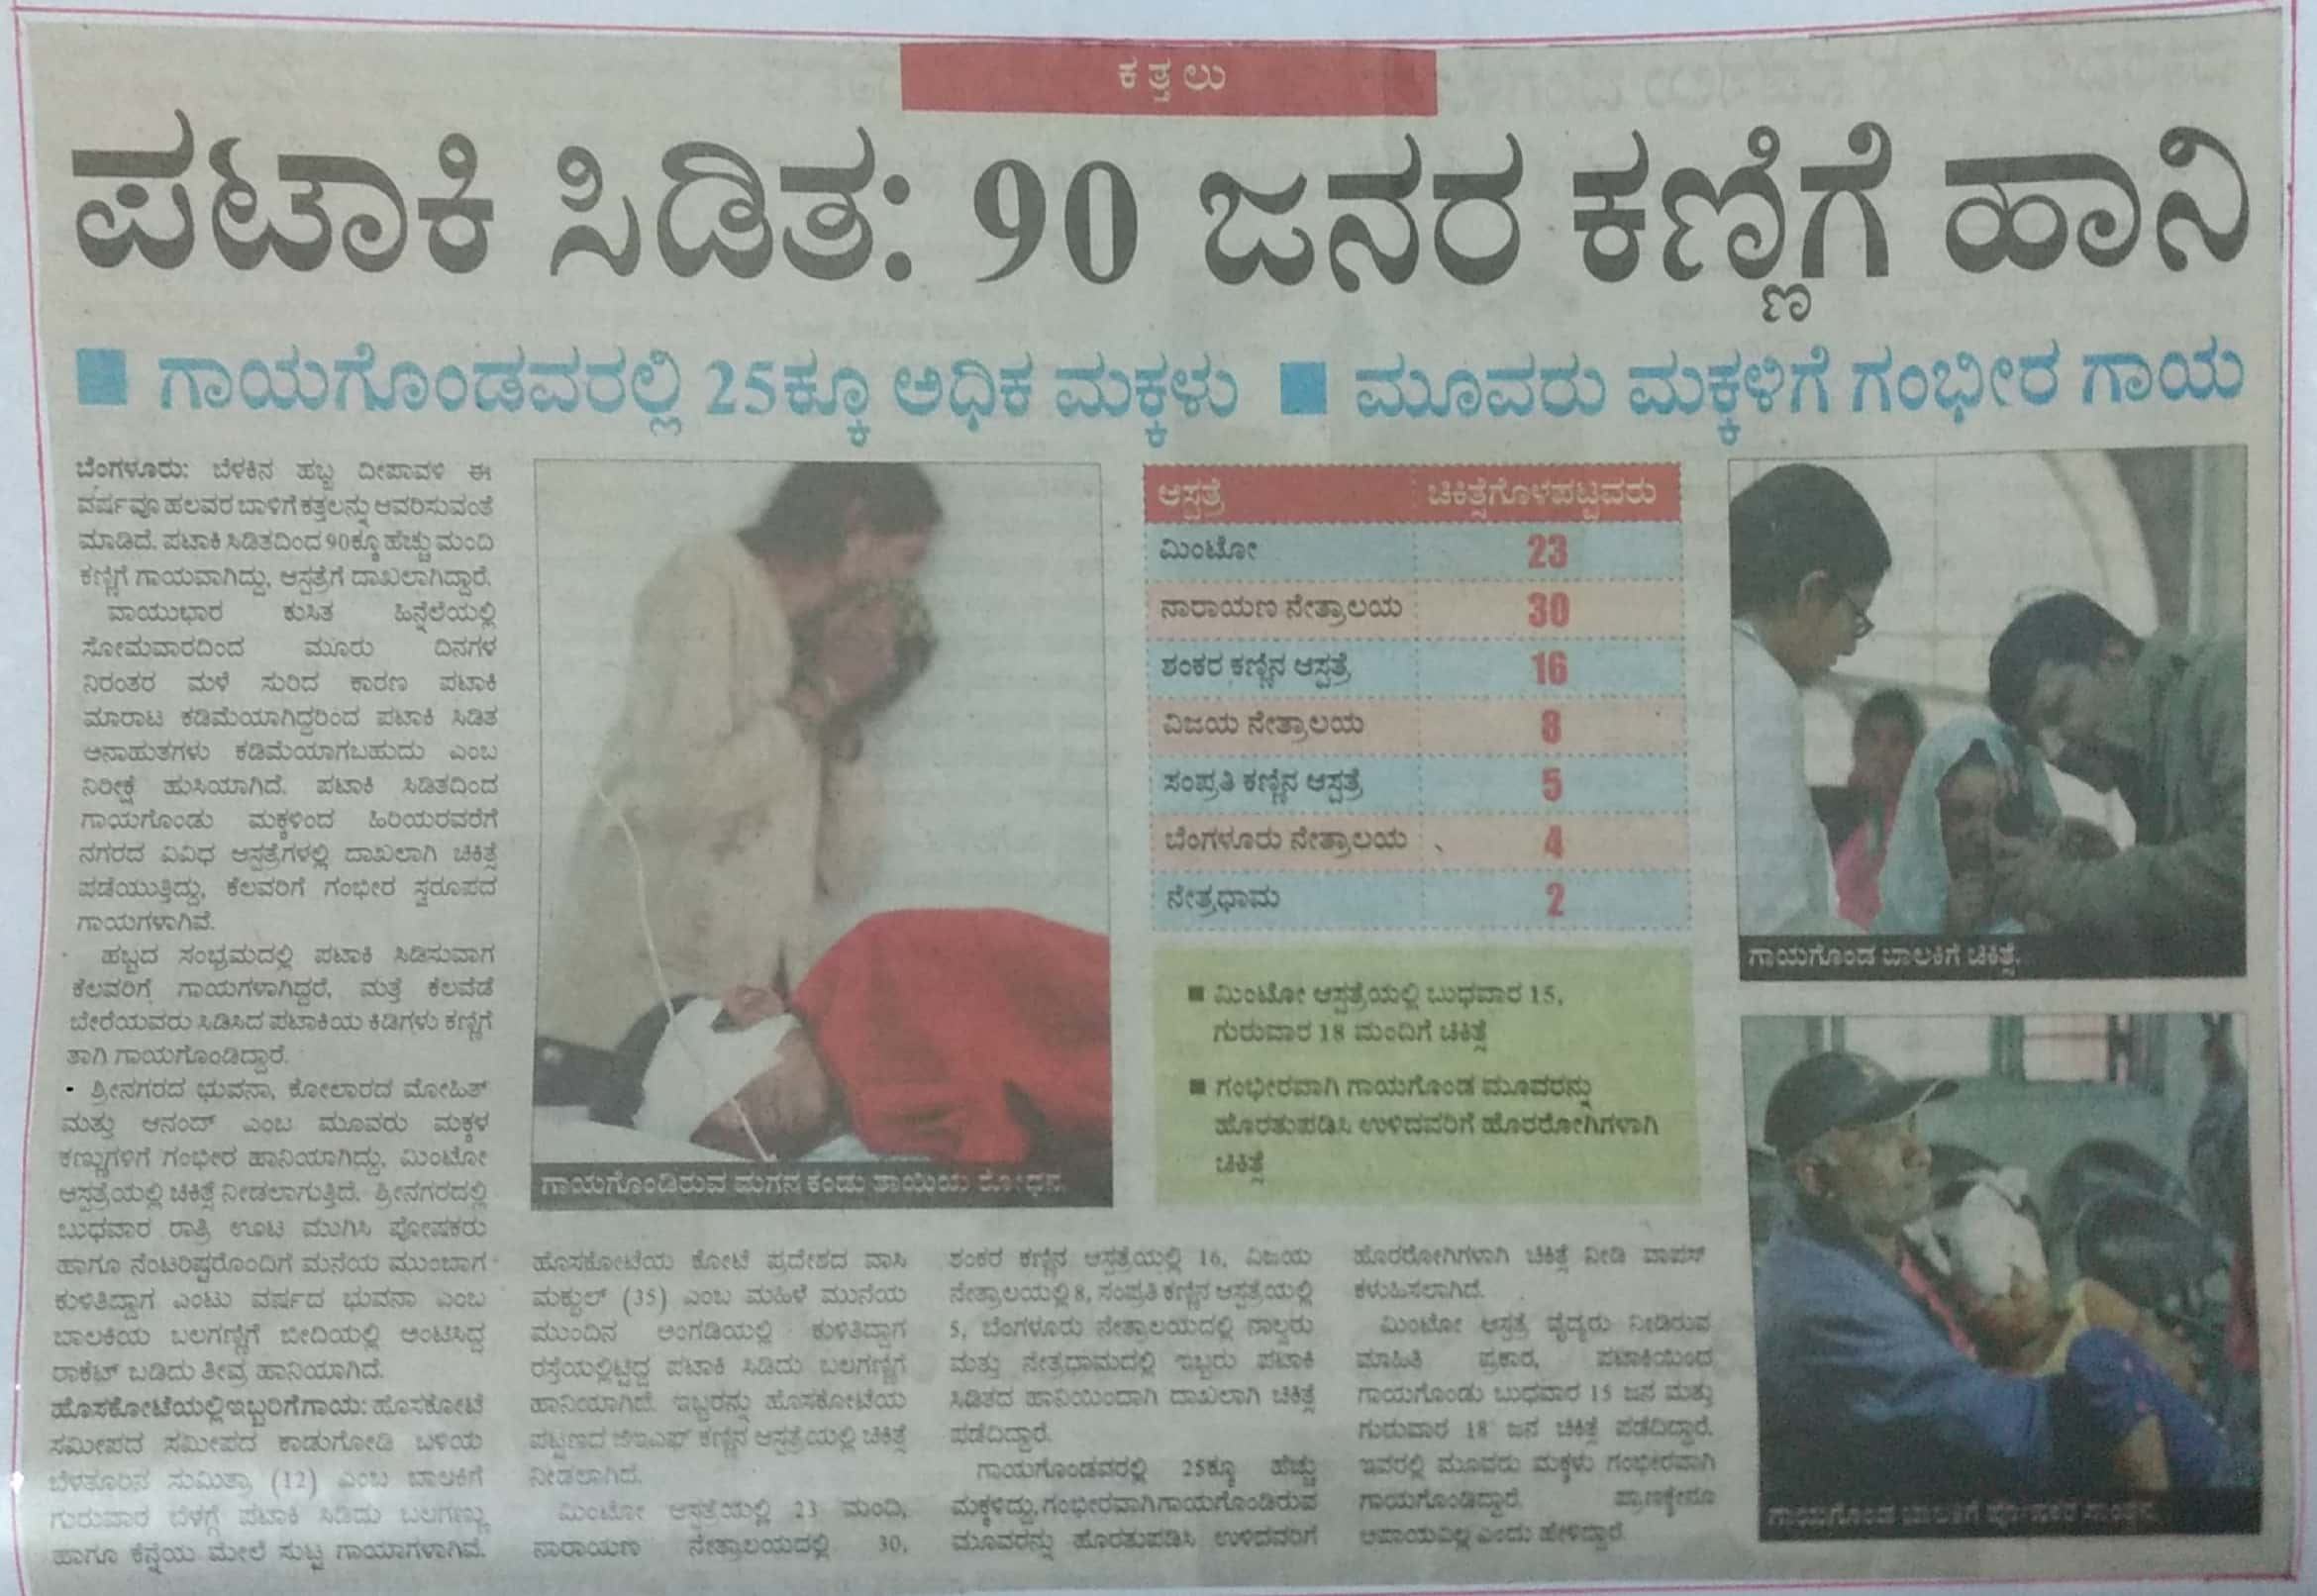 ಕತ್ತಲು
ಪಟಾಕಿ ಸಿಡಿತ: 90 ಜನರ ಕಣ್ಣಿಗೆ ಹಾನಿ
■ ಗಾಯಗೊಂಡವರಲ್ಲಿ 25ಕ್ಕೂ ಅಧಿಕ ಮಕ್ಕಳು ■ ಮೂವರು ಮಕ್ಕಳಿಗೆ ಗಂಭೀರ ಗಾಯ
ಬೆಂಗಳೂರು: ಬೆಳಕಿನ ಹಬ್ಬ ದೀಪಾವಳಿ ಈ
ವರ್ಷವೂ ಹಲವರ ಬಾಳಿಗೆ ಕತ್ತಲನ್ನು ಆವರಿಸುವಂತೆ
ಮಾಡಿದೆ. ಪಟಾಕಿ ಸಿಡಿತದಿಂದ 90ಕ್ಕೂ ಹೆಚ್ಚು ಮಂದಿ
ಕಣ್ಣಿಗೆ ಗಾಯವಾಗಿದ್ದು, ಆಸ್ಪತ್ರೆಗೆ ದಾಖಲಾಗಿದ್ದಾರೆ.
ವಾಯುಭಾರ ಕುಸಿತ ಹಿನ್ನೆಲೆಯಲ್ಲಿ
ಸೋಮವಾರದಿಂದ ಮೂರು ದಿನಗಳ
ನಿರಂತರ ಮಳೆ ಸುರಿದ ಕಾರಣ ಪಟಾಕಿ
ಮಾರಾಟ ಕಡಿಮೆಯಾಗಿದ್ದರಿಂದ ಪಟಾಕಿ ಸಿಡಿತ
ಅನಾಹುತಗಳು ಕಡಿಮೆಯಾಗಬಹುದು ಎಂಬ
ನಿರೀಕ್ಷೆ ಹುಸಿಯಾಗಿದೆ. ಪಟಾಕಿ ಸಿಡಿತದಿಂದ
ಗಾಯಗೊಂಡು ಮಕ್ಕಳಿಂದ ಹಿರಿಯರವರೆಗೆ
ನಗರದ ವಿವಿಧ ಆಸ್ಪತ್ರೆಗಳಲ್ಲಿ ದಾಖಲಾಗಿ ಚಿಕಿತ್ಸೆ
ಪಡೆಯುತ್ತಿದ್ದು, ಕೆಲವರಿಗೆ ಗಂಭೀರ ಸ್ವರೂಪದ
ಗಾಯಗಳಾಗಿವೆ.
ಹಬ್ಬದ ಸಂಭ್ರಮದಲ್ಲಿ ಪಟಾಕಿ ಸಿಡಿಸುವಾಗ
ಕೆಲವರಿಗೆ ಗಾಯಗಳಾಗಿದ್ದರೆ, ಮತ್ತೆ ಕೆಲವೆಡೆ
ಬೇರೆಯವರು ಸಿಡಿಸಿದ ಪಟಾಕಿಯ ಕಿಡಿಗಳು ಕಣ್ಣಿಗೆ
ತಾಗಿ ಗಾಯಗೊಂಡಿದ್ದಾರೆ.
ಶ್ರೀನಗರದ ಭುವನಾ, ಕೋಲಾರದ ಮೋಹಿತ್
ಮತ್ತು ಆನಂದ್ ಎಂಬ ಮೂವರು ಮಕ್ಕಳ
ಕಣ್ಣುಗಳಿಗೆ ಗಂಭೀರ ಹಾನಿಯಾಗಿದ್ದು, ಮಿಂಟೋ
ಆಸ್ಪತ್ರೆಯಲ್ಲಿ ಚಿಕಿತ್ಸೆ ನೀಡಲಾಗುತ್ತಿದೆ. ಶ್ರೀನಗರದಲ್ಲಿ
ಬುಧವಾರ ರಾತ್ರಿ ಊಟ ಮುಗಿಸಿ ಪೋಷಕರು
ಹಾಗೂ ನೆಂಟರಿಷ್ಟರೊಂದಿಗೆ ಮನೆಯ ಮುಂಭಾಗ
ಕುಳಿತಿದ್ದಾಗ ಎಂಟು ವರ್ಷದ ಭುವನಾ ಎಂಬ
ಬಾಲಕಿಯ ಬಲಗಣ್ಣಿಗೆ ಬೀದಿಯಲ್ಲಿ ಅಂಟಿಸಿದ್ದ
ರಾಕೆಟ್ ಬಡಿದು ತೀವ್ರ ಹಾನಿಯಾಗಿದೆ.
ಹೊಸಕೋಟೆಯಲ್ಲಿ ಇಬ್ಬರಿಗೆ ಗಾಯ: ಹೊಸಕೋಟೆ
ಸಮೀಪದ ಸಮೀಪದ ಕಾಡುಗೋಡಿ ಬಳಿಯ
ಬೆಳತೂರಿನ ಸುಮಿತ್ರಾ (12) ಎಂಬ ಬಾಲಕಿಗೆ
ಗುರುವಾರ ಬೆಳಗ್ಗೆ ಪಟಾಕಿ ಸಿಡಿದು ಬಲಗಣ್ಣು
ಹಾಗೂ ಕೆನ್ನೆಯ ಮೇಲೆ ಸುಟ್ಟ ಗಾಯಾಗಳಾಗಿವೆ.
ಗಾಯಗೊಂಡಿರುವ ಮಗನ ಕಂಡು ತಾಯಿಯ ರೋಧನ.
ಹೊಸಕೋಟೆಯ ಕೋಟೆ ಪ್ರದೇಶದ ವಾಸಿ
ಮಕ್ಬುಲ್ (35) ಎಂಬ ಮಹಿಳೆ ಮನೆಯ
ಮುಂದಿನ ಅಂಗಡಿಯಲ್ಲಿ ಕುಳಿತಿದ್ದಾಗ
ರಸ್ತೆಯಲ್ಲಿಟ್ಟಿದ್ದ ಪಟಾಕಿ ಸಿಡಿದು ಬಲಗಣ್ಣಿಗೆ
ಹಾನಿಯಾಗಿದೆ. ಇಬ್ಬರನ್ನು ಹೊಸಕೋಟೆಯ
ಪಟ್ಟಣದ ಕಣ್ಣಿನ ಆಸ್ಪತ್ರೆಯಲ್ಲಿ ಚಿಕಿತ್ಸೆ
ನೀಡಲಾಗಿದೆ.
ಮಿಂಟೋ ಆಸ್ಪತ್ರೆಯಲ್ಲಿ 23 ಮಂದಿ,
ನಾರಾಯಣ ನೇತ್ರಾಲಯದಲ್ಲಿ 30,
ಆಸ್ಪತ್ರೆ ಚಿಕಿತ್ಸೆಗೊಳಪಟ್ಟವರು
ಮಿಂಟೋ 23
ನಾರಾಯಣ ನೇತ್ರಾಲಯ 30
ಶಂಕರ ಕಣ್ಣಿನ ಆಸ್ಪತ್ರೆ 16
ವಿಜಯ ನೇತ್ರಾಲಯ 8
ಸಂಪ್ರತಿ ಕಣ್ಣಿನ ಆಸ್ಪತ್ರೆ 5
ಬೆಂಗಳೂರು ನೇತ್ರಾಲಯ 4
ನೇತ್ರಧಾಮ 2
■ ಮಿಂಟೋ ಆಸ್ಪತ್ರೆಯಲ್ಲಿ ಬುಧವಾರ 15,
ಗುರುವಾರ 18 ಮಂದಿಗೆ ಚಿಕಿತ್ಸೆ
■ ಗಂಭೀರವಾಗಿ ಗಾಯಗೊಂಡ ಮೂವರನ್ನು
ಹೊರತುಪಡಿಸಿ ಉಳಿದವರಿಗೆ ಹೊರರೋಗಿಗಳಾಗಿ
ಚಿಕಿತ್ಸೆ
ಶಂಕರ ಕಣ್ಣಿನ ಆಸ್ಪತ್ರೆಯಲ್ಲಿ 16, ವಿಜಯ
ನೇತ್ರಾಲಯಲ್ಲಿ 8, ಸಂಪ್ರತಿ ಕಣ್ಣಿನ ಆಸ್ಪತ್ರೆಯಲ್ಲಿ
5, ಬೆಂಗಳೂರು ನೇತ್ರಾಲಯದಲ್ಲಿ ನಾಲ್ವರು
ಮತ್ತು ನೇತ್ರಧಾಮದಲ್ಲಿ ಇಬ್ಬರು ಪಟಾಕಿ
ಸಿಡಿತದ ಹಾನಿಯಿಂದಾಗಿ ದಾಖಲಾಗಿ ಚಿಕಿತ್ಸೆ
ಪಡೆದಿದ್ದಾರೆ.
ಗಾಯಗೊಂಡವರಲ್ಲಿ 25ಕ್ಕೂ ಹೆಚ್ಚು
ಮಕ್ಕಳಿದ್ದು, ಗಂಭೀರವಾಗಿ ಗಾಯಗೊಂಡಿರುವ
ಮೂವರನ್ನು ಹೊರತುಪಡಿಸಿ ಉಳಿದವರಿಗೆ
ಹೊರರೋಗಿಗಳಾಗಿ ಚಿಕಿತ್ಸೆ ನೀಡಿ ವಾಪಸ್
ಕಳುಹಿಸಲಾಗಿದೆ.
ಮಿಂಟೋ ಆಸ್ಪತ್ರೆ ವೈದ್ಯರು ನೀಡಿರುವ
ಮಾಹಿತಿ ಪ್ರಕಾರ, ಪಟಾಕಿಯಿಂದ
ಗಾಯಗೊಂಡು ಬುಧವಾರ 15 ಜನ ಮತ್ತು
ಗುರುವಾರ 18 ಜನ ಚಿಕಿತ್ಸೆ ಪಡೆದಿದ್ದಾರೆ.
ಇವರಲ್ಲಿ ಮೂವರು ಮಕ್ಕಳು ಗಂಭೀರವಾಗಿ
ಗಾಯಗೊಂಡಿದ್ದಾರೆ. ಪ್ರಾಣಕ್ಕೇನೂ
ಅಪಾಯವಿಲ್ಲ ಎಂದು ಹೇಳಿದ್ದಾರೆ.
ಗಾಯಗೊಂಡ ಬಾಲಕಿಗೆ ಚಿಕಿತ್ಸೆ.
ಗಾಯಗೊಂಡ ಬಾಲಕಿಗೆ ಪೋಷಕರ